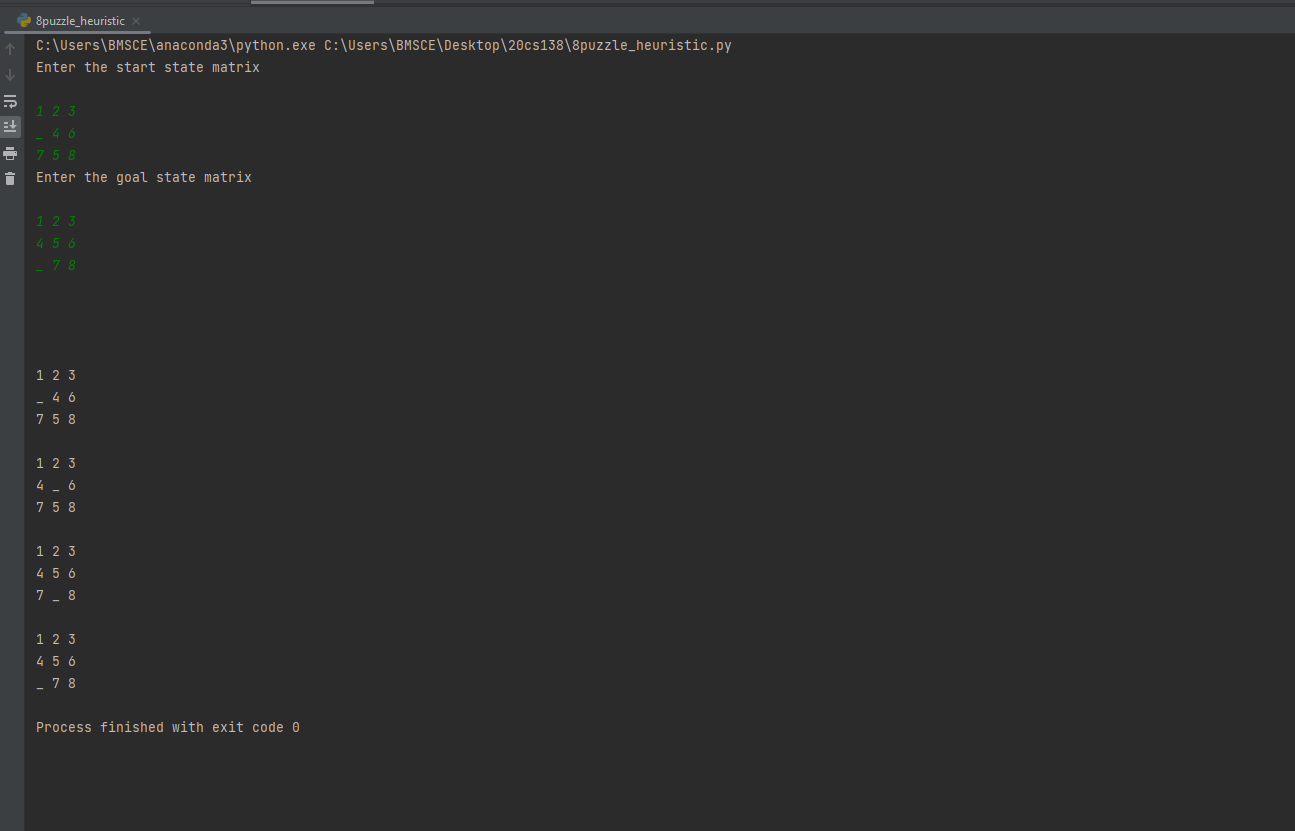 8puzzle_heuristic
C:\Users\BMSCE\anaconda3\python.exe C:\Users\BMSCE\Desktop\20cs138\8puzzle_heuristic.py
Enter the start state matrix
1 2 3
_ 4 6
7 5 8
Enter the goal state matrix
1 2 3
4 5 6
_ 7 8
1 2 3
_ 4 6
7 5 8
1 2 3
4 _ 6
7 5 8
1 2 3
4 5 6
7 _ 8
1 2 3
4 5 6
_ 7 8
Process finished with exit code 0